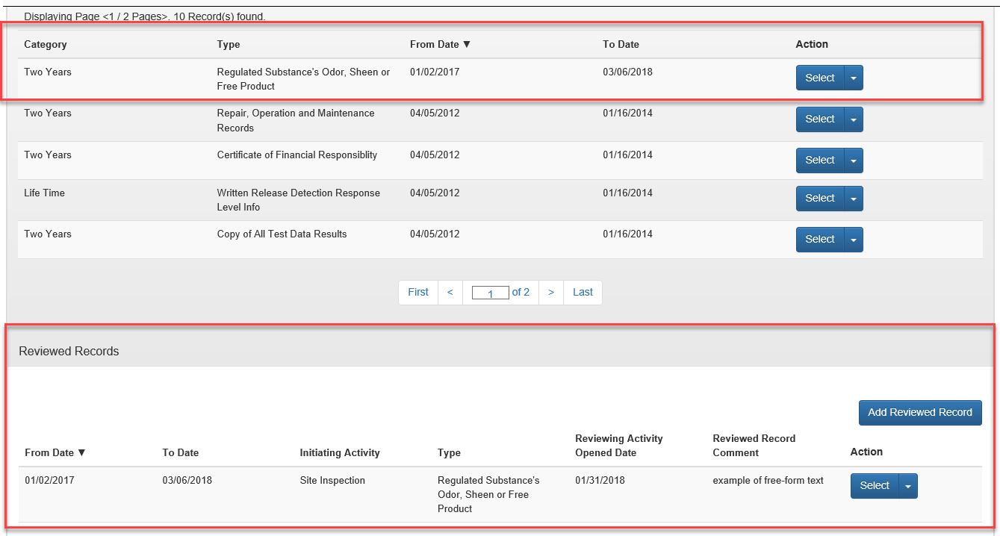 Displaying Page <1 / 2 Pages>. 10 Record(s) found.
Category Type From Date ▼ To Date Action
Two Years Regulated Substance's Odor, Sheen or 01/02/2017 03/06/2018 Select
Free Product
Two Years Repair, Operation and Maintenance 04/05/2012 01/16/2014 Select
Records
Two Years Certificate of Financial Responsiblity 04/05/2012 01/16/2014 Select
Life Time Written Release Detection Response 04/05/2012 01/16/2014 Select
Level Info
Two Years Copy of All Test Data Results 04/05/2012 01/16/2014 Select
First < 1 of 2 > Last
Reviewed Records
Add Reviewed Record
Reviewing Activity Reviewed Record
From Date ▼ To Date Initiating Activity Type Opened Date Comment Action
01/02/2017 03/06/2018 Site Inspection Regulated Substance's 01/31/2018 example of free-form text Select
Odor, Sheen or Free
Product